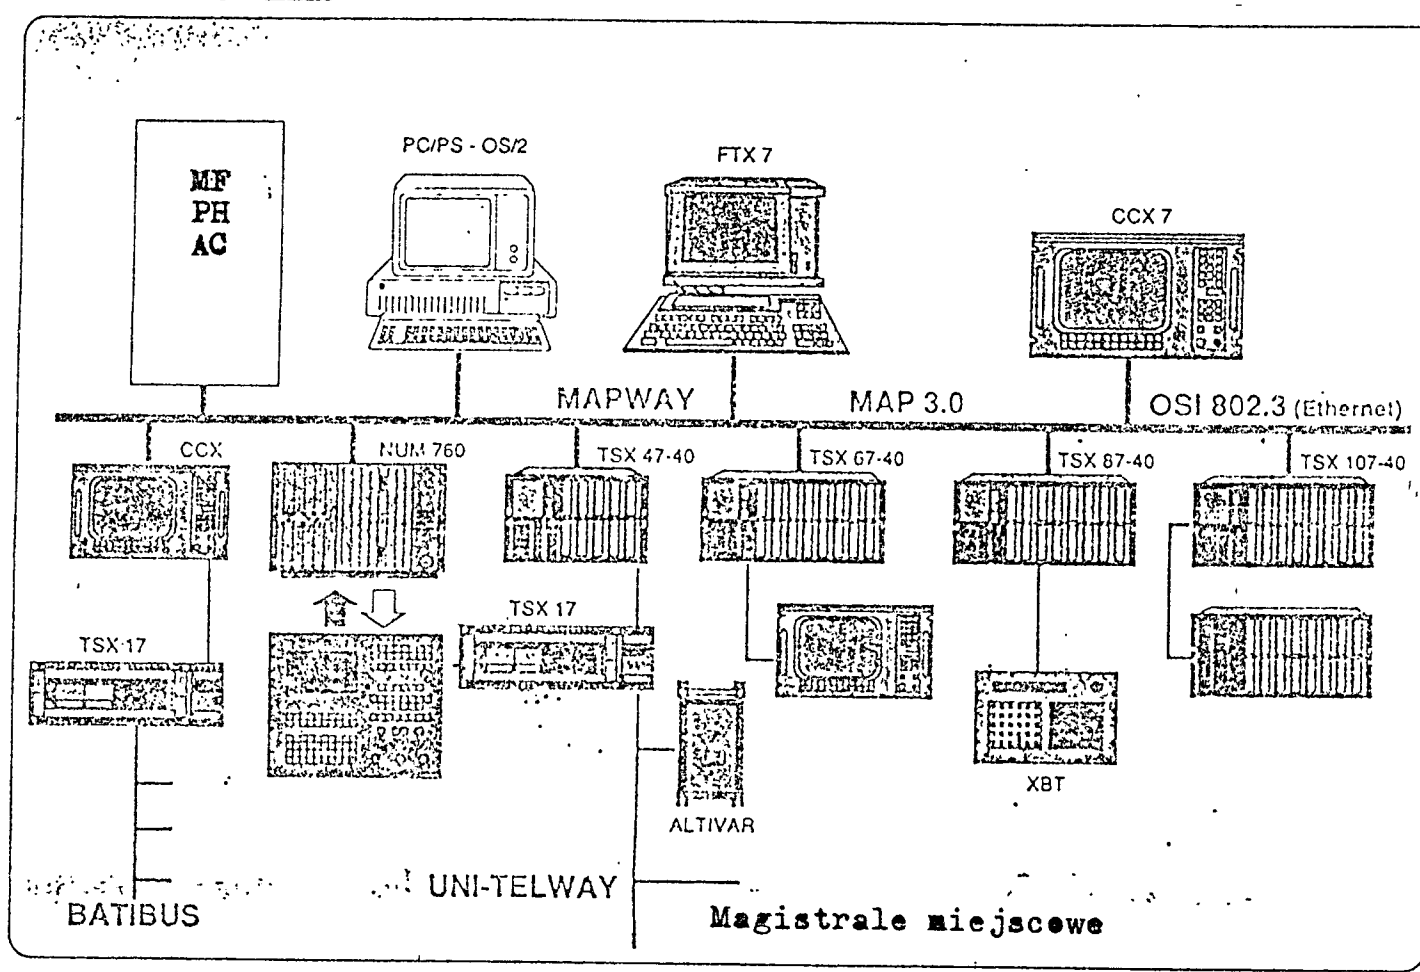 PC/PS - OS/2
FTX 7
CCX 7
MF
PH
AC
MAPWAY
MAP 3.0
OSI 802.3 (Ethernet)
CCX
NUM 760
TSX 47-40
TSX 67-40
TSX 87-40
TSX 107-40
TSX 17
TSX 17
XBT
ALTIVAR
UNI-TELWAY
BATIBUS
Magistrale miejscowe